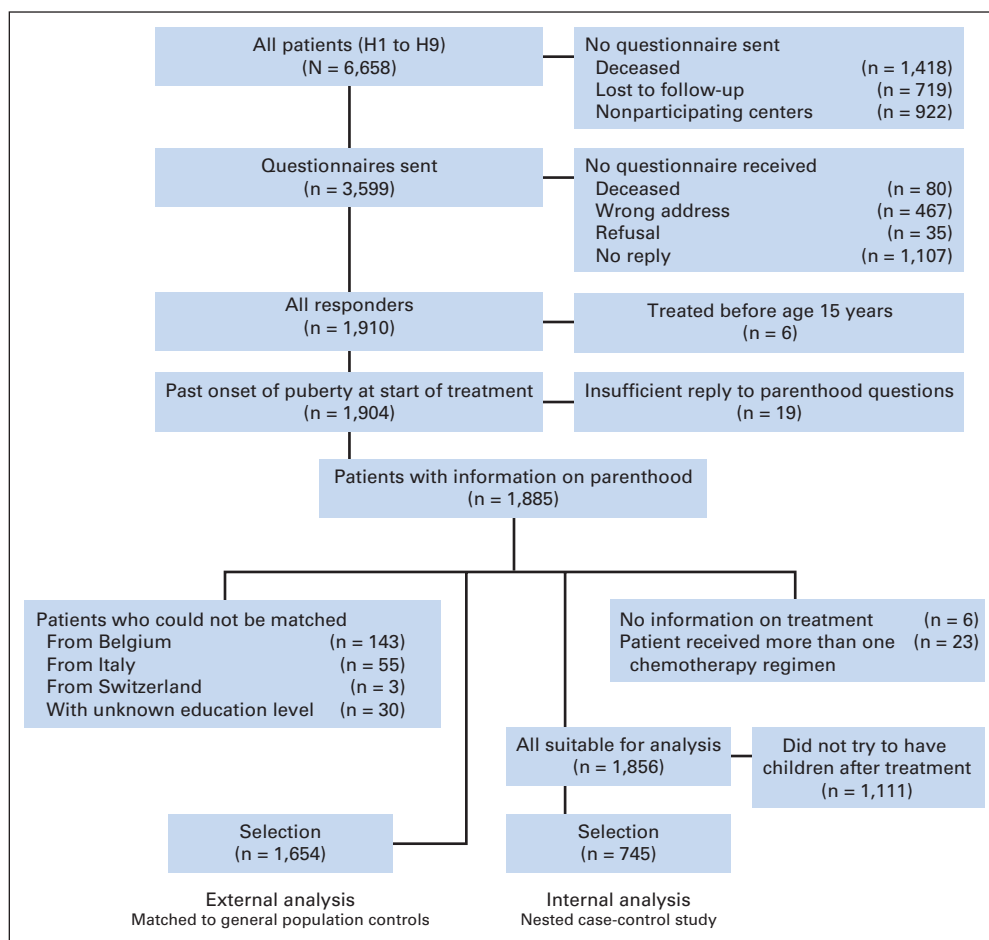 All patients (H1 to H9)
(N = 6,658)
No questionnaire sent
Deceased (n = 1,418)
Lost to follow-up (n = 719)
Nonparticipating centers (n = 922)
Questionnaires sent
(n = 3,599)
No questionnaire received
Deceased (n = 80)
Wrong address (n = 467)
Refusal (n = 35)
No reply (n = 1,107)
All responders
(n = 1,910)
Treated before age 15 years
(n = 6)
Past onset of puberty at start of treatment
(n = 1,904)
Insufficient reply to parenthood questions
(n = 19)
Patients with information on parenthood
(n = 1,885)
Patients who could not be matched
From Belgium (n = 143)
From Italy (n = 55)
From Switzerland (n = 3)
With unknown education level (n = 30)
No information on treatment (n = 6)
Patient received more than one (n = 23)
chemotherapy regimen
All suitable for analysis
(n = 1,856)
Did not try to have
children after treatment
(n = 1,111)
Selection
(n = 1,654)
Selection
(n = 745)
External analysis
Matched to general population controls
Internal analysis
Nested case-control study